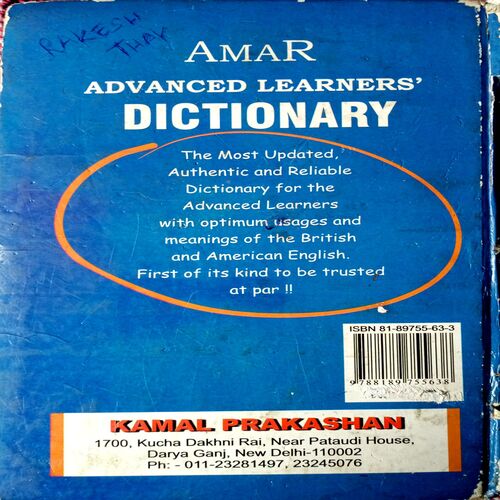 RAKESH
THAK
AMAR
ADVANCED LEARNERS'
DICTIONARY
The Most Updated,
Authentic and Reliable
Dictionary for the
Advanced Learners
with optimum usages and
meanings of the British
and American English.
First of its kind to be trusted
at par !!
ISBN 81-89755-63-3
9788189755638
KAMAL PRAKASHAN
1700, Kucha Dakhni Rai, Near Pataudi House,
Darya Ganj, New Delhi-110002
Ph: - 011-23281497, 23245076